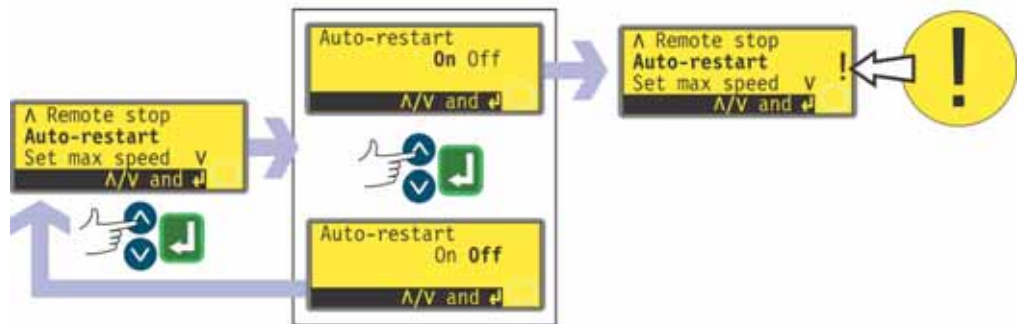 ∧ Remote stop
Auto-restart
Set max speed ∨
∧/∨ and ↵
Auto-restart
On Off
∧/∨ and ↵
Auto-restart
On Off
∧/∨ and ↵
∧ Remote stop
Auto-restart !
Set max speed ∨
∧/∨ and ↵
!